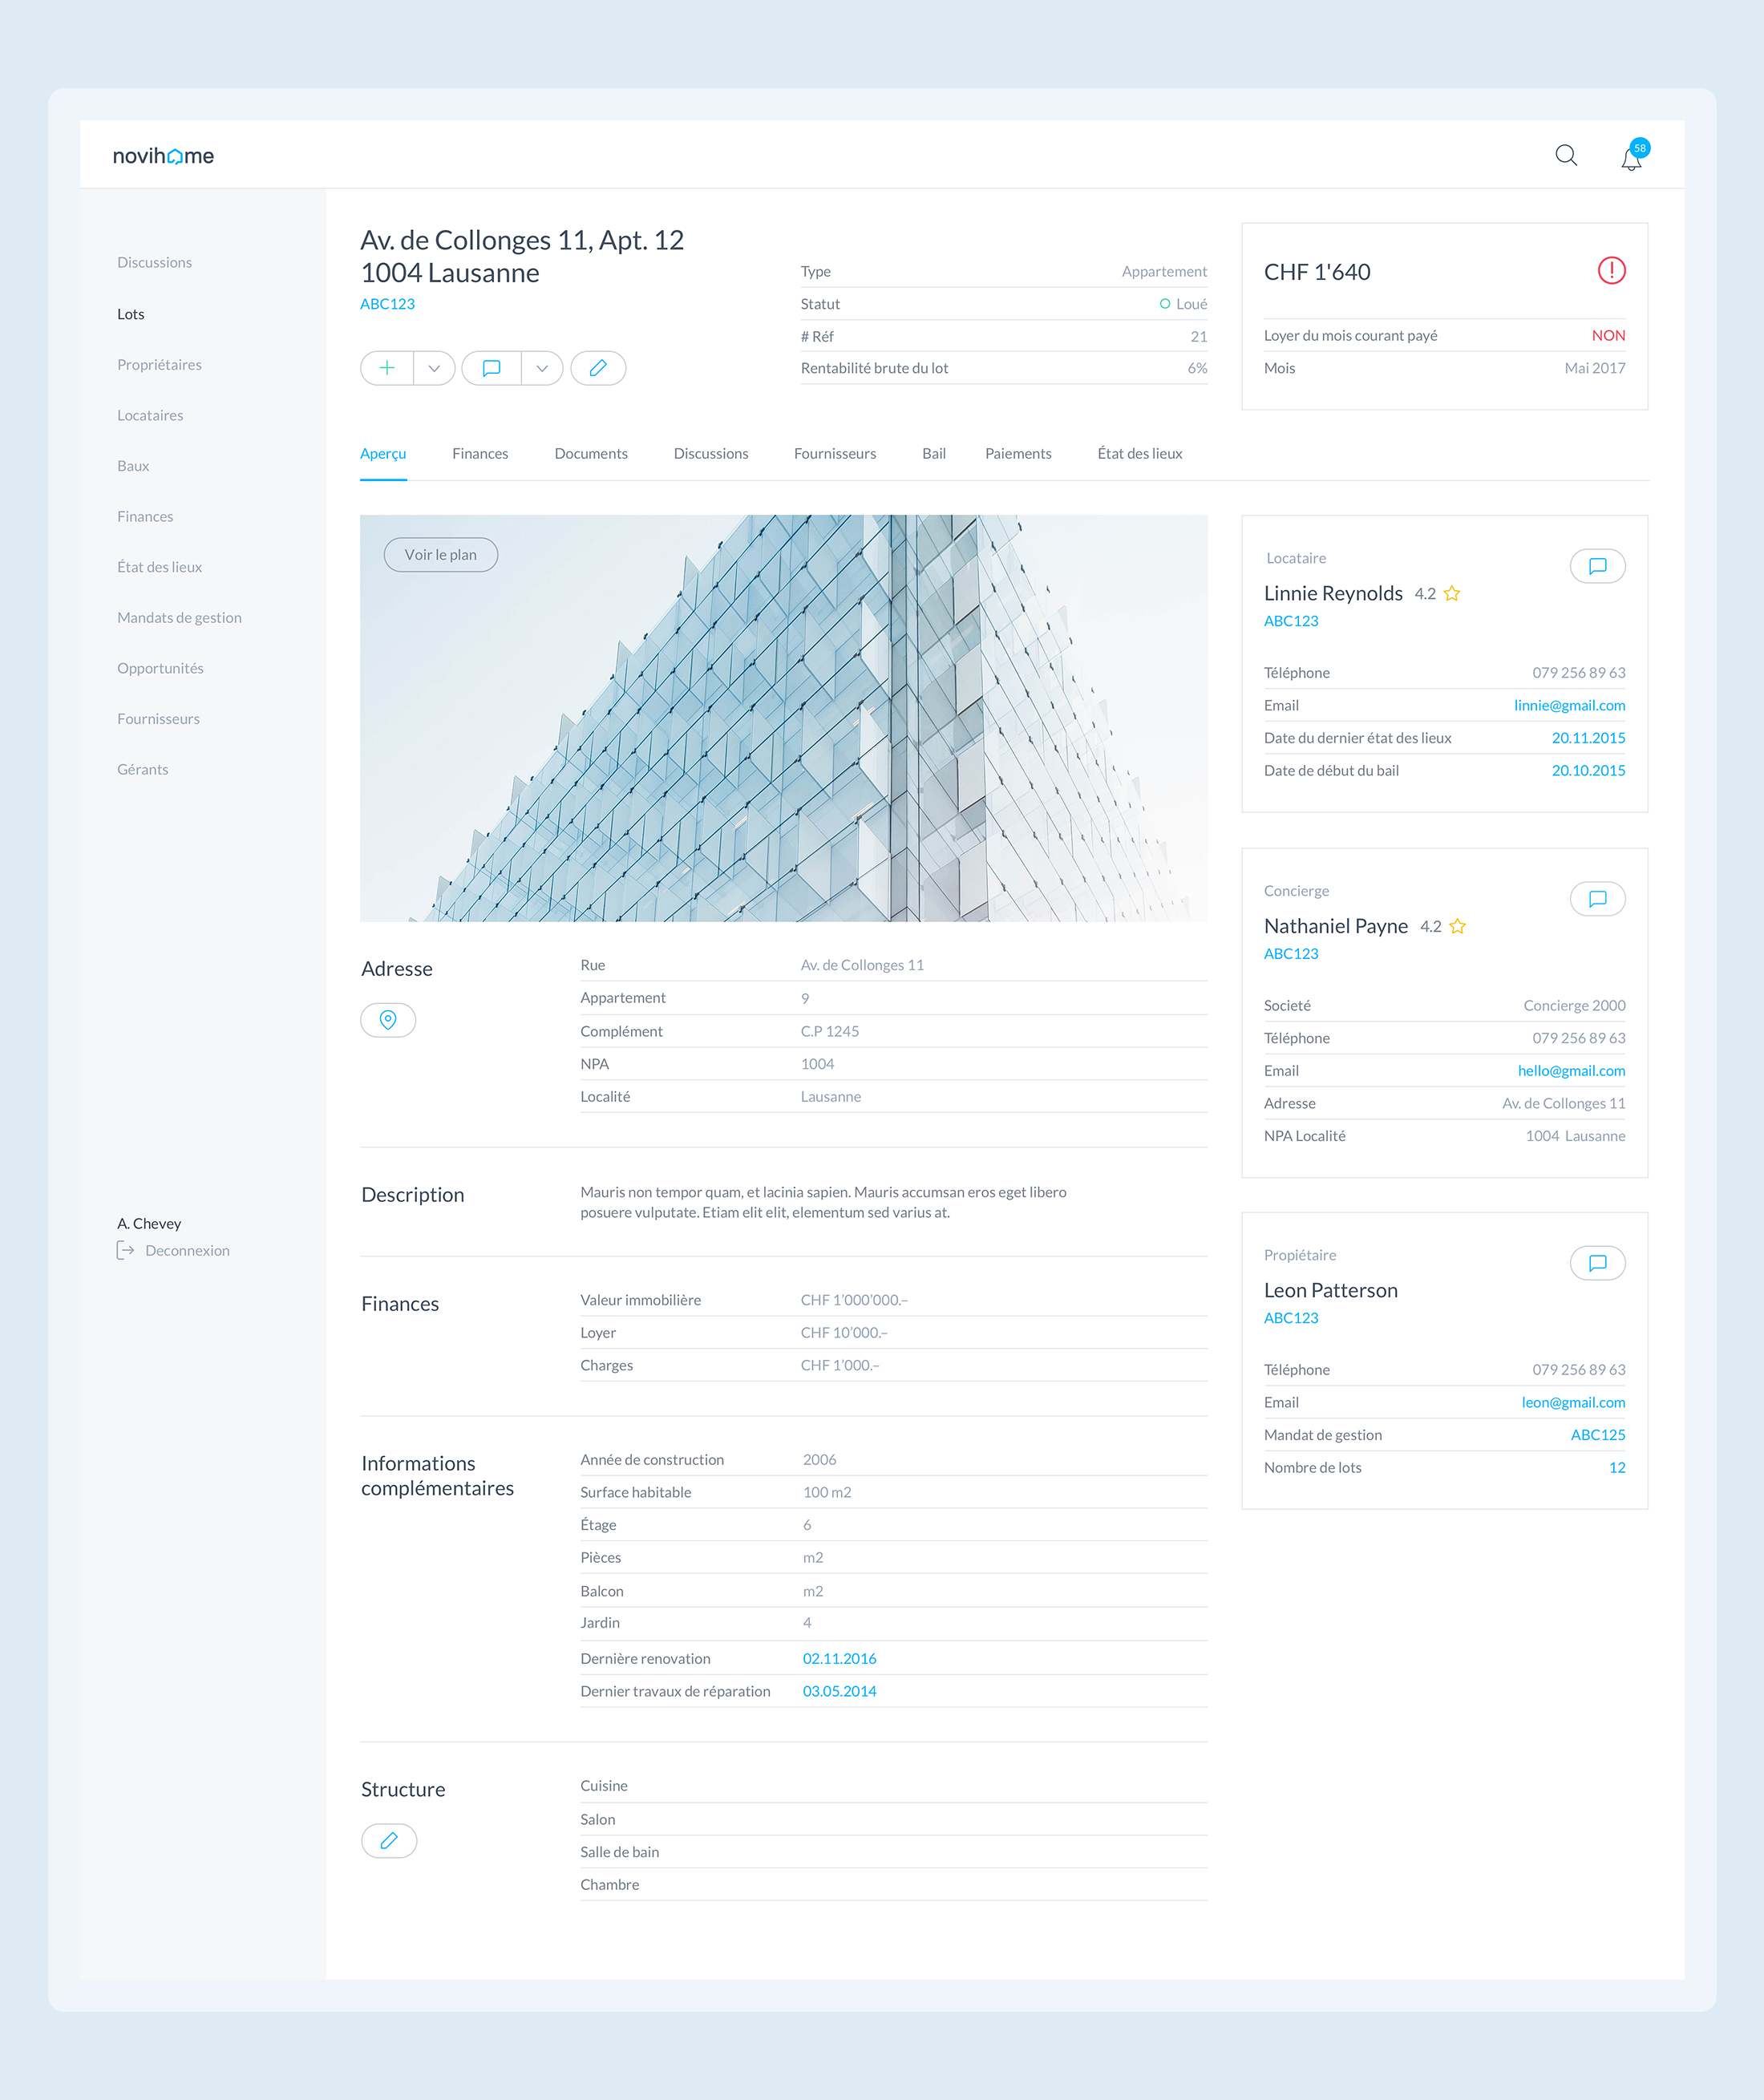 novihome
58
Discussions
Lots
Propriétaires
Locataires
Baux
Finances
État des lieux
Mandats de gestion
Opportunités
Fournisseurs
Gérants
A. Chevey
Deconnexion
Av. de Collonges 11, Apt. 12
1004 Lausanne
ABC123
Type Appartement
Statut Loué
# Réf 21
Rentabilité brute du lot 6%
CHF 1'640
Loyer du mois courant payé NON
Mois Mai 2017
Aperçu Finances Documents Discussions Fournisseurs Bail Paiements État des lieux
Voir le plan
Adresse
Rue Av. de Collonges 11
Appartement 9
Complément C.P 1245
NPA 1004
Localité Lausanne
Description
Mauris non tempor quam, et lacinia sapien. Mauris accumsan eros eget libero
posuere vulputate. Etiam elit elit, elementum sed varius at.
Finances
Valeur immobilière CHF 1’000’000.–
Loyer CHF 10’000.–
Charges CHF 1’000.–
Informations
complémentaires
Année de construction 2006
Surface habitable 100 m2
Étage 6
Pièces m2
Balcon m2
Jardin 4
Dernière renovation 02.11.2016
Dernier travaux de réparation 03.05.2014
Structure
Cuisine
Salon
Salle de bain
Chambre
Locataire
Linnie Reynolds 4.2
ABC123
Téléphone 079 256 89 63
Email linnie@gmail.com
Date du dernier état des lieux 20.11.2015
Date de début du bail 20.10.2015
Concierge
Nathaniel Payne 4.2
ABC123
Societé Concierge 2000
Téléphone 079 256 89 63
Email hello@gmail.com
Adresse Av. de Collonges 11
NPA Localité 1004 Lausanne
Propiétaire
Leon Patterson
ABC123
Téléphone 079 256 89 63
Email leon@gmail.com
Mandat de gestion ABC125
Nombre de lots 12